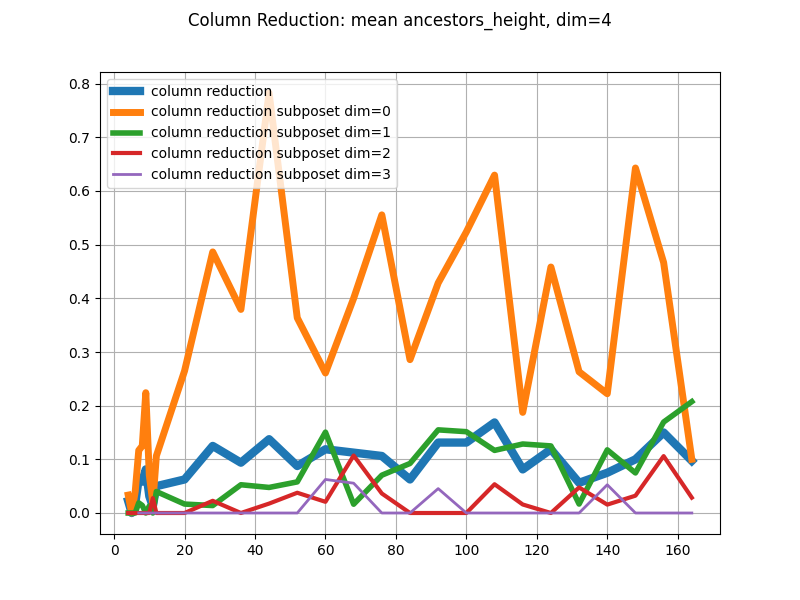 Column Reduction: mean ancestors_height, dim=4
column reduction
column reduction subposet dim=0
column reduction subposet dim=1
column reduction subposet dim=2
column reduction subposet dim=3
0.8
0.7
0.6
0.5
0.4
0.3
0.2
0.1
0.0
0 20 40 60 80 100 120 140 160